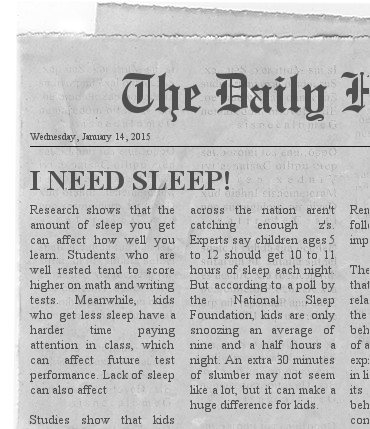 The Daily H
Wednesday, January 14, 2015
I NEED SLEEP!
Research shows that the
amount of sleep you get
can affect how well you
learn. Students who are
well rested tend to score
higher on math and writing
tests. Meanwhile, kids
who get less sleep have a
harder time paying
attention in class, which
can affect future test
performance. Lack of sleep
can also affect
Studies show that kids
across the nation aren't
catching enough z's.
Experts say children ages 5
to 12 should get 10 to 11
hours of sleep each night.
But according to a poll by
the National Sleep
Foundation, kids are only
snoozing an average of
nine and a half hours a
night. An extra 30 minutes
of slumber may not seem
like a lot, but it can make a
huge difference for kids.
Ren
follo
imp
The
that
rela
the
beh
of a
exp
in li
its
beh
con